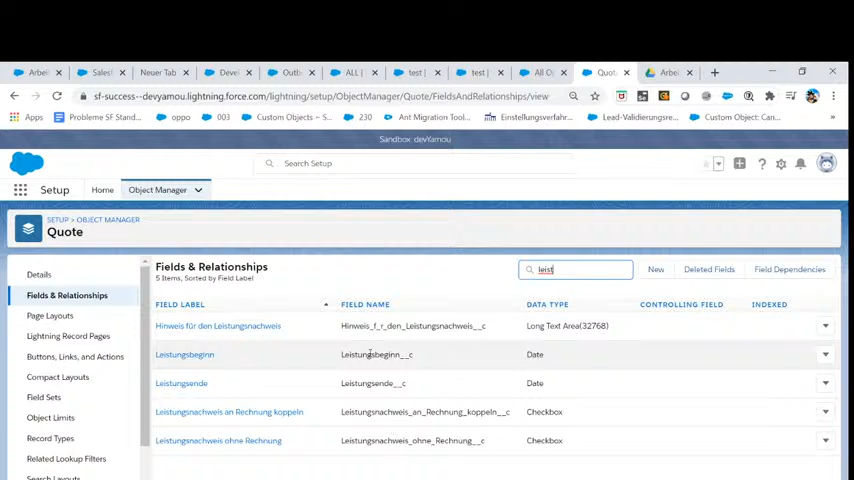 Arbei
Salesf
Neuer Tab
Devel
Outbo
ALL |
test |
test |
All Op
Quot
Arbei
sf-success--devyamou.lightning.force.com/lightning/setup/ObjectManager/Quote/FieldsAndRelationships/view
Apps
Probleme SF Stand...
oppo
003
Custom Objects – S...
230
Ant Migration Tool...
Einstellungsverfahr...
Lead-Validierungsre...
Custom Object: Can...
»
Sandbox: devYamou
Search Setup
Setup
Home
Object Manager
SETUP > OBJECT MANAGER
Quote
Details
Fields & Relationships
Page Layouts
Lightning Record Pages
Buttons, Links, and Actions
Compact Layouts
Field Sets
Object Limits
Record Types
Related Lookup Filters
Search Layouts
Fields & Relationships
5 Items, Sorted by Field Label
leist
New
Deleted Fields
Field Dependencies
FIELD LABEL FIELD NAME DATA TYPE CONTROLLING FIELD INDEXED
Hinweis für den Leistungsnachweis Hinweis_f_r_den_Leistungsnachweis__c Long Text Area(32768)
Leistungsbeginn Leistungsbeginn__c Date
Leistungsende Leistungsende__c Date
Leistungsnachweis an Rechnung koppeln Leistungsnachweis_an_Rechnung_koppeln__c Checkbox
Leistungsnachweis ohne Rechnung Leistungsnachweis_ohne_Rechnung__c Checkbox